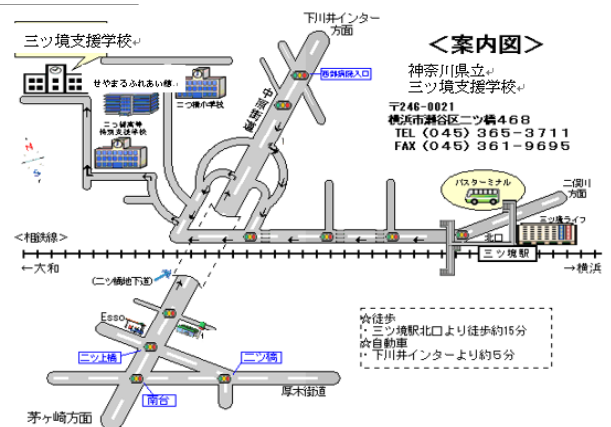 三ツ境支援学校
せやまるふれあい館
二つ橋小学校
二つ橋高等
特別支援学校
下川井インター
方面
西部病院入口
中原街道
＜案内図＞
神奈川県立
三ツ境支援学校
〒246-0021
横浜市瀬谷区二ツ橋468
TEL (045) 365-3711
FAX (045) 361-9695
バスターミナル
二俣川
方面
三ツ境ライフ
北口
三ツ境駅
＜相鉄線＞
←大和
→横浜
(二ツ橋地下道)
Esso
二ツ上橋
二ツ橋
南台
厚木街道
茅ヶ崎方面
☆徒歩
・三ツ境駅北口より徒歩約15分
☆自動車
・下川井インターより約5分